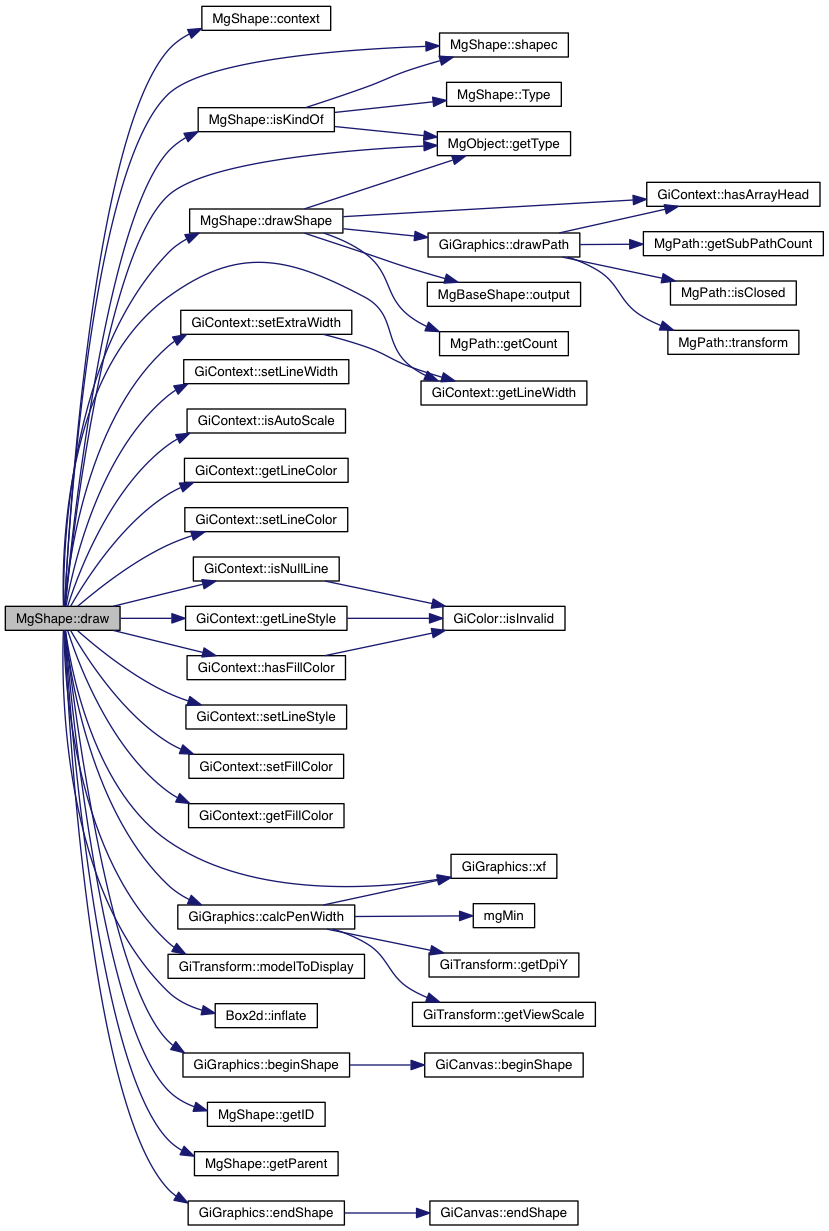 MgShape::context
MgShape::shapec
MgShape::Type
MgShape::isKindOf
MgObject::getType
GiContext::hasArrayHead
MgShape::drawShape
GiGraphics::drawPath
MgPath::getSubPathCount
MgBaseShape::output
MgPath::isClosed
GiContext::setExtraWidth
MgPath::getCount
MgPath::transform
GiContext::setLineWidth
GiContext::getLineWidth
GiContext::isAutoScale
GiContext::getLineColor
GiContext::setLineColor
GiContext::isNullLine
MgShape::draw
GiContext::getLineStyle
GiColor::isInvalid
GiContext::hasFillColor
GiContext::setLineStyle
GiContext::setFillColor
GiContext::getFillColor
GiGraphics::xf
GiGraphics::calcPenWidth
mgMin
GiTransform::modelToDisplay
GiTransform::getDpiY
Box2d::inflate
GiTransform::getViewScale
GiGraphics::beginShape
GiCanvas::beginShape
MgShape::getID
MgShape::getParent
GiGraphics::endShape
GiCanvas::endShape